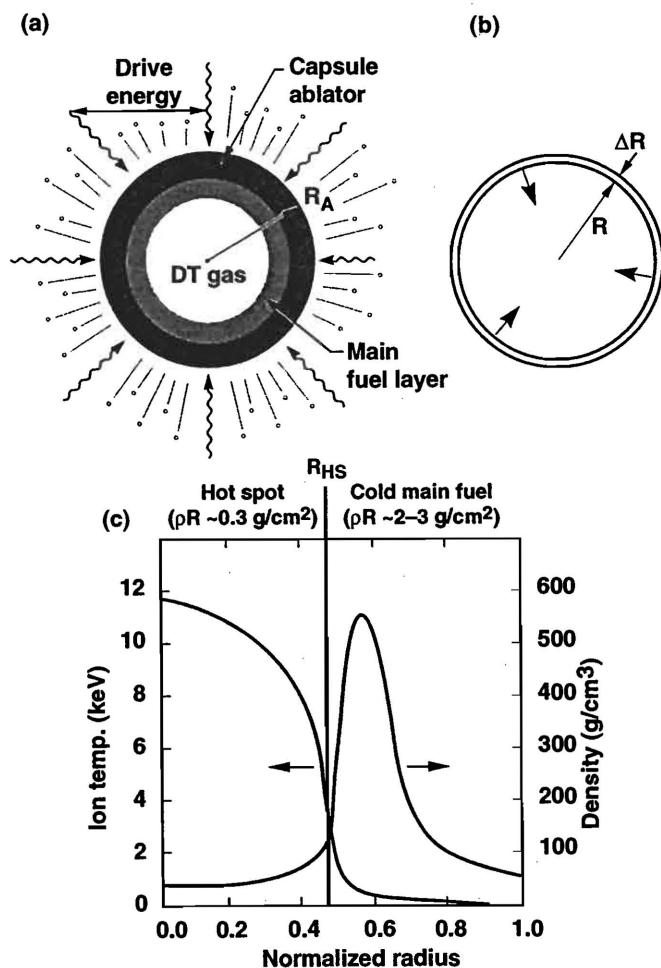 (a)
Drive
energy
Capsule
ablator
R_A
DT gas
Main
fuel layer
(b)
ΔR
R
R_HS
(c)
Hot spot
(ρR ~0.3 g/cm²)
Cold main fuel
(ρR ~2–3 g/cm²)
Ion temp. (keV)
12
10
8
6
4
2
0
600
500
400
300
200
100
Density (g/cm³)
0.0 0.2 0.4 0.6 0.8 1.0
Normalized radius